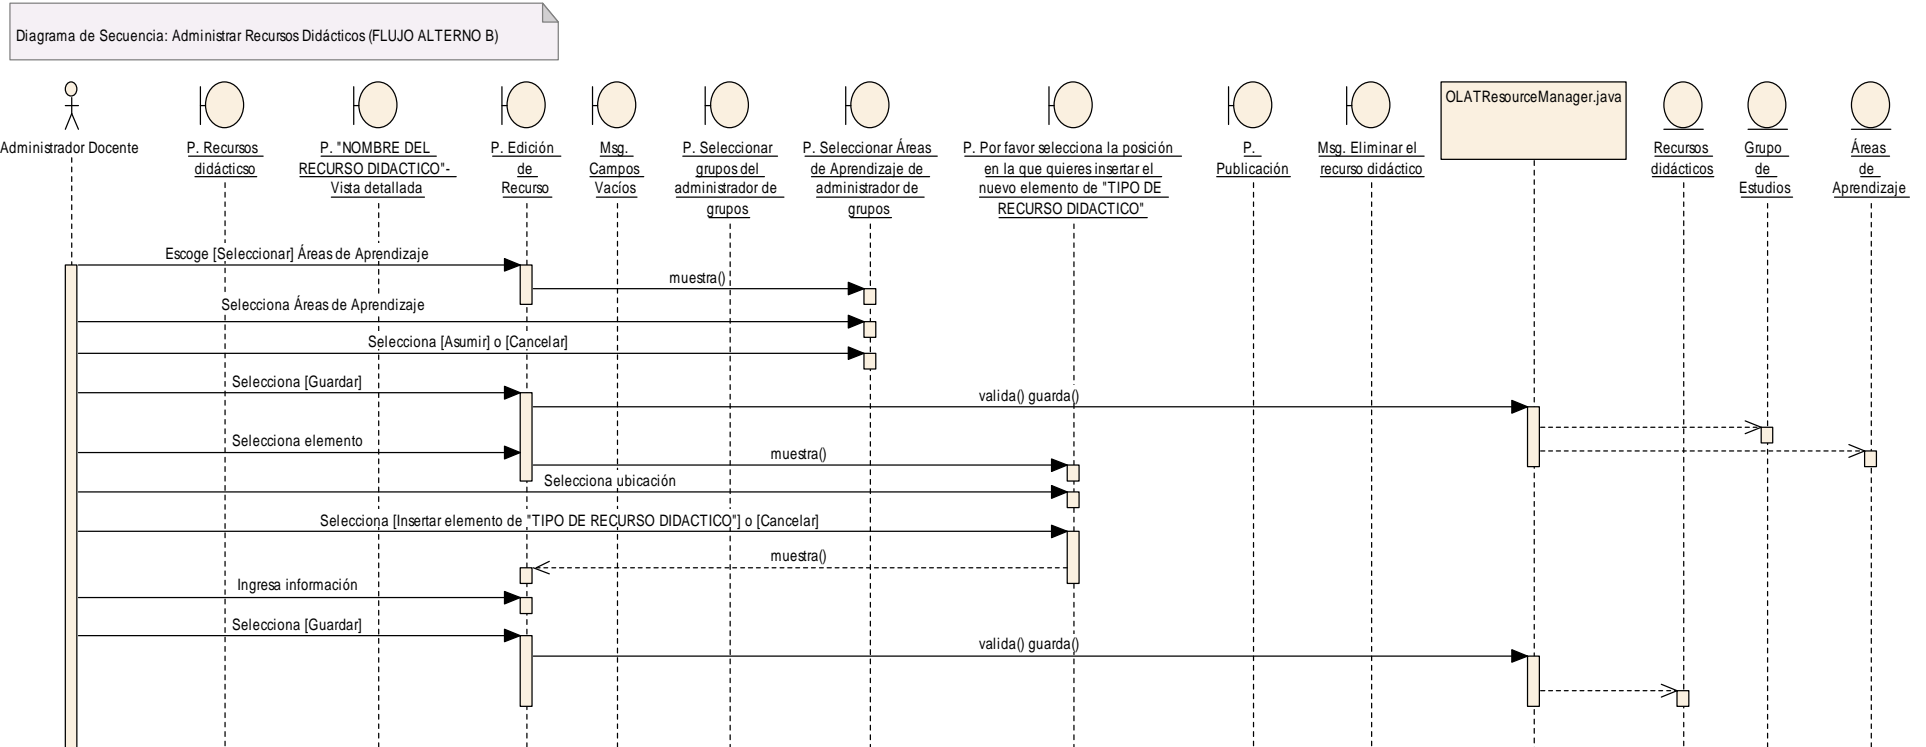 Diagrama de Secuencia: Administrar Recursos Didácticos (FLUJO ALTERNO B)
Administrador Docente
P. Recursos
didácticso
P. "NOMBRE DEL
RECURSO DIDACTICO"-
Vista detallada
P. Edición
de
Recurso
Msg.
Campos
Vacíos
P. Seleccionar
grupos del
administrador de
grupos
P. Seleccionar Áreas
de Aprendizaje de
administrador de
grupos
P. Por favor selecciona la posición
en la que quieres insertar el
nuevo elemento de "TIPO DE
RECURSO DIDACTICO"
P.
Publicación
Msg. Eliminar el
recurso didáctico
OLATResourceManager.java
Recursos
didácticos
Grupo
de
Estudios
Áreas
de
Aprendizaje
Escoge [Seleccionar] Áreas de Aprendizaje
muestra()
Selecciona Áreas de Aprendizaje
Selecciona [Asumir] o [Cancelar]
Selecciona [Guardar]
valida() guarda()
Selecciona elemento
muestra()
Selecciona ubicación
Selecciona [Insertar elemento de "TIPO DE RECURSO DIDACTICO"] o [Cancelar]
muestra()
Ingresa información
Selecciona [Guardar]
valida() guarda()